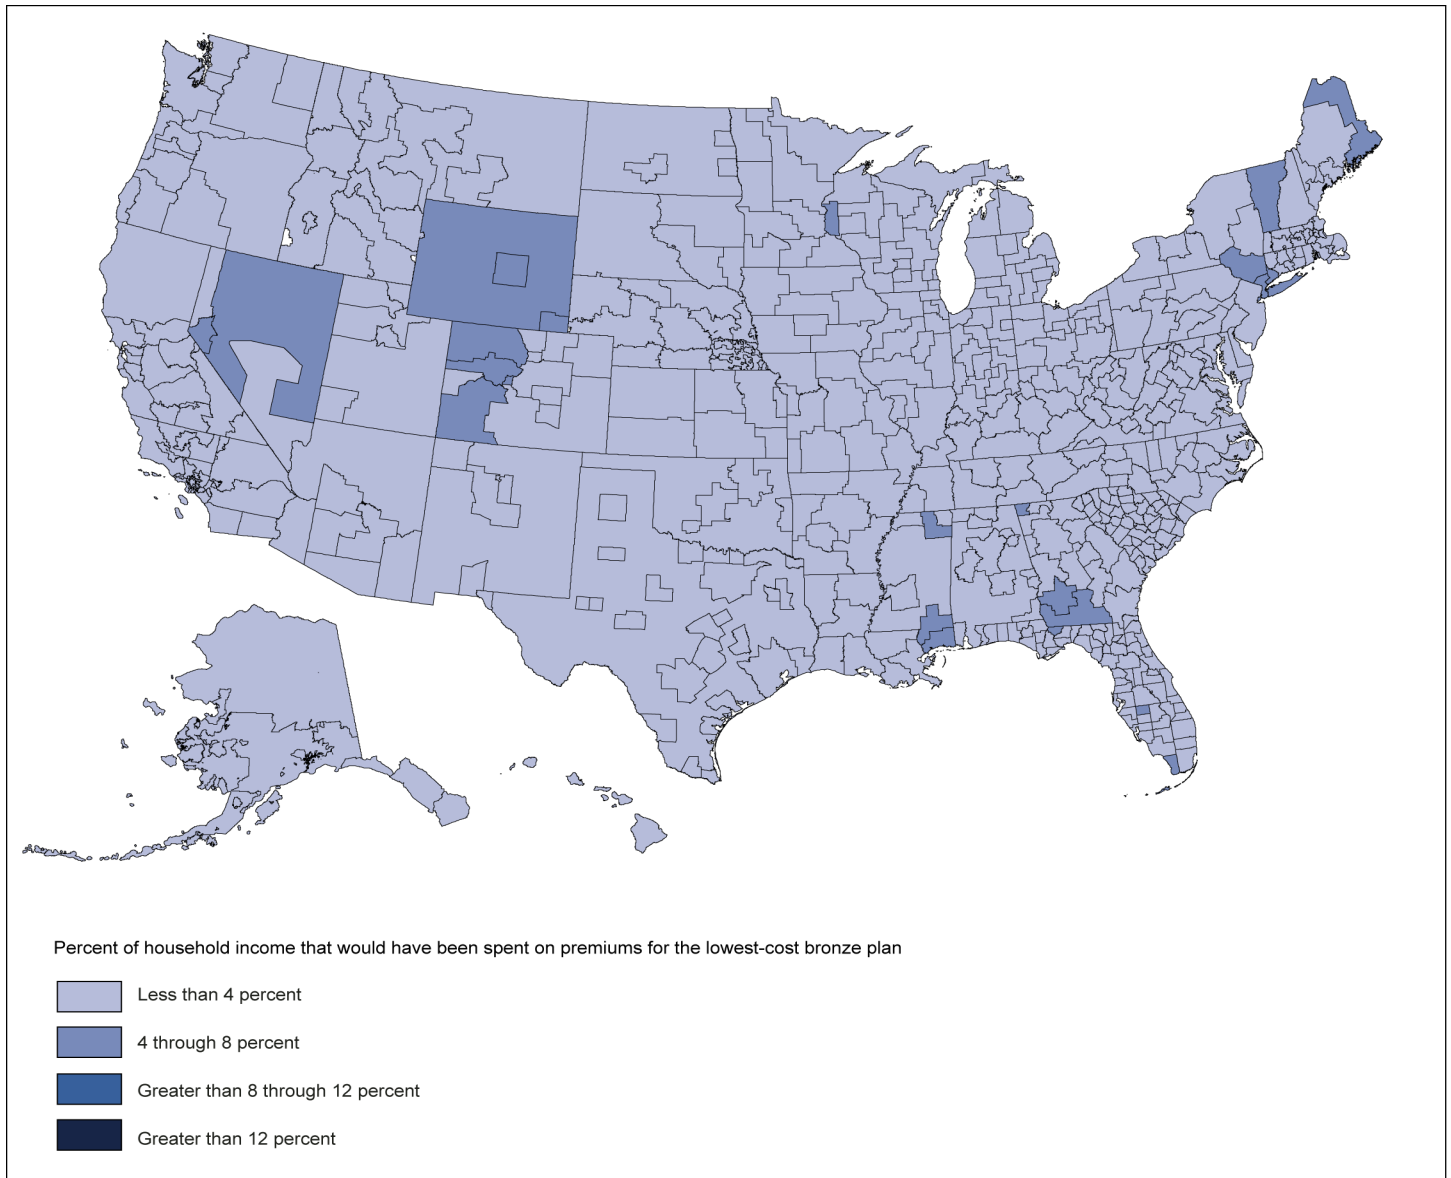 Percent of household income that would have been spent on premiums for the lowest-cost bronze plan
Less than 4 percent
4 through 8 percent
Greater than 8 through 12 percent
Greater than 12 percent